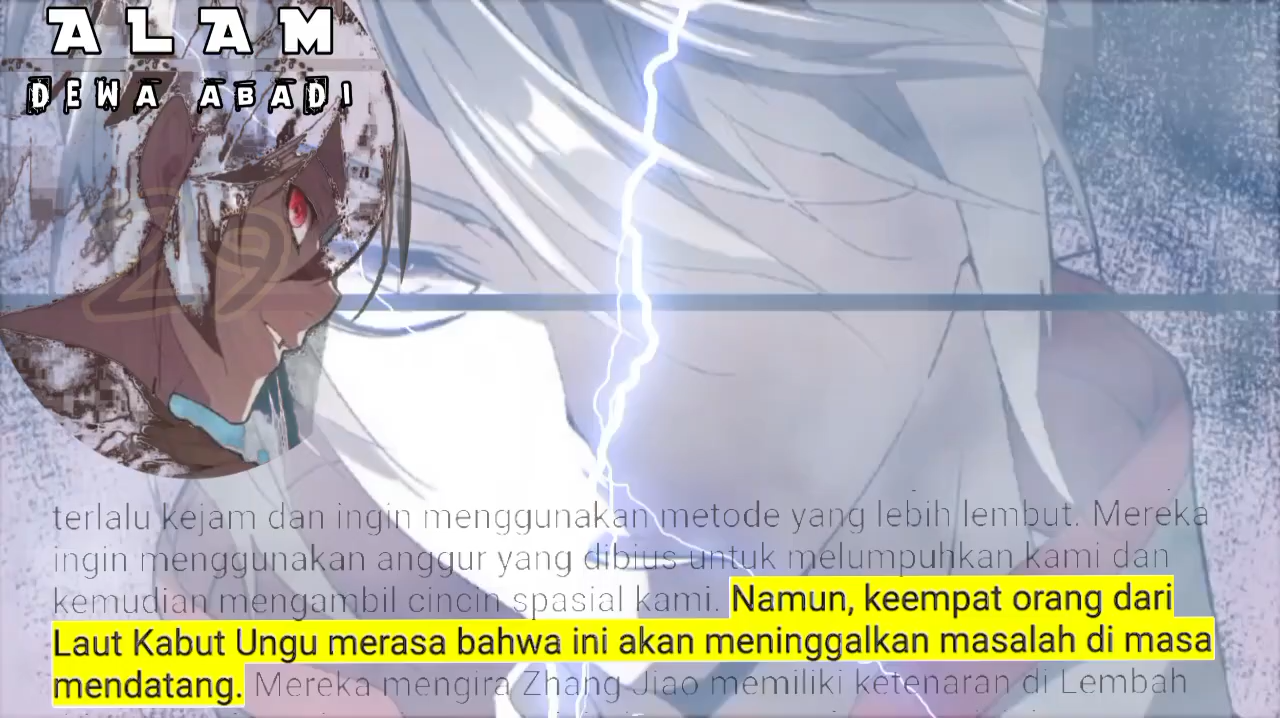 ALAM
DEWA ABADI
29
terlalu kejam dan ingin menggunakan metode yang lebih lembut. Mereka
ingin menggunakan anggur yang dibius untuk melumpuhkan kami dan
kemudian mengambil cincin spasial kami. Namun, keempat orang dari
Laut Kabut Ungu merasa bahwa ini akan meninggalkan masalah di masa
mendatang. Mereka mengira Zhang Jiao memiliki ketenaran di Lembah